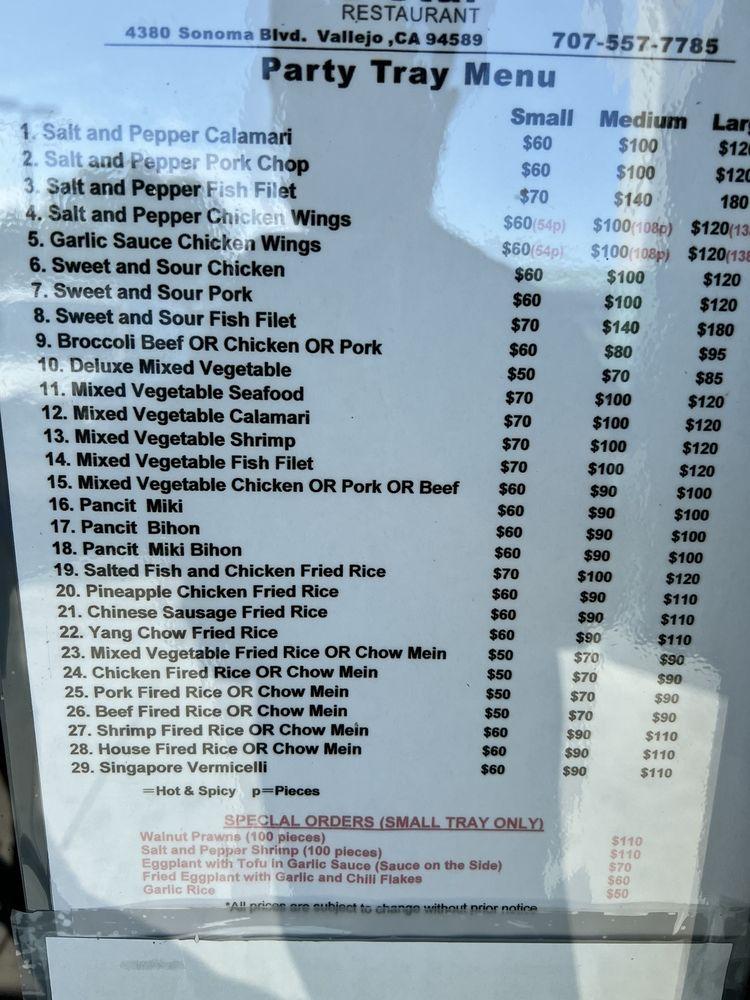 RESTAURANT
4380 Sonoma Blvd. Vallejo ,CA 94589 707-557-7785
Party Tray Menu
Small Medium Lar
1. Salt and Pepper Calamari $60 $100 $120
2. Salt and Pepper Pork Chop $60 $100 $120
3. Salt and Pepper Fish Filet $70 $140 180
4. Salt and Pepper Chicken Wings $60(54p) $100(108p) $120(13
5. Garlic Sauce Chicken Wings $60(54p) $100(108p) $120(138
6. Sweet and Sour Chicken $60 $100 $120
7. Sweet and Sour Pork $60 $100 $120
8. Sweet and Sour Fish Filet $70 $140 $180
9. Broccoli Beef OR Chicken OR Pork $60 $80 $95
10. Deluxe Mixed Vegetable $50 $70 $85
11. Mixed Vegetable Seafood $70 $100 $120
12. Mixed Vegetable Calamari $70 $100 $120
13. Mixed Vegetable Shrimp $70 $100 $120
14. Mixed Vegetable Fish Filet $70 $100 $120
15. Mixed Vegetable Chicken OR Pork OR Beef $60 $90 $100
16. Pancit Miki $60 $90 $100
17. Pancit Bihon $60 $90 $100
18. Pancit Miki Bihon $60 $90 $100
19. Salted Fish and Chicken Fried Rice $70 $100 $120
20. Pineapple Chicken Fried Rice $60 $90 $110
21. Chinese Sausage Fried Rice $60 $90 $110
22. Yang Chow Fried Rice $60 $90 $110
23. Mixed Vegetable Fried Rice OR Chow Mein $50 $70 $90
24. Chicken Fired Rice OR Chow Mein $50 $70 $90
25. Pork Fired Rice OR Chow Mein $50 $70 $90
26. Beef Fired Rice OR Chow Mein $50 $70 $90
27. Shrimp Fired Rice OR Chow Mein $60 $90 $110
28. House Fired Rice OR Chow Mein $60 $90 $110
29. Singapore Vermicelli $60 $90 $110
=Hot & Spicy p=Pieces
SPECLAL ORDERS (SMALL TRAY ONLY)
Walnut Prawns (100 pieces) $110
Salt and Pepper Shrimp (100 pieces) $110
Eggplant with Tofu in Garlic Sauce (Sauce on the Side) $70
Fried Eggplant with Garlic and Chili Flakes $60
Garlic Rice $50
*All prices are subject to change without prior notice